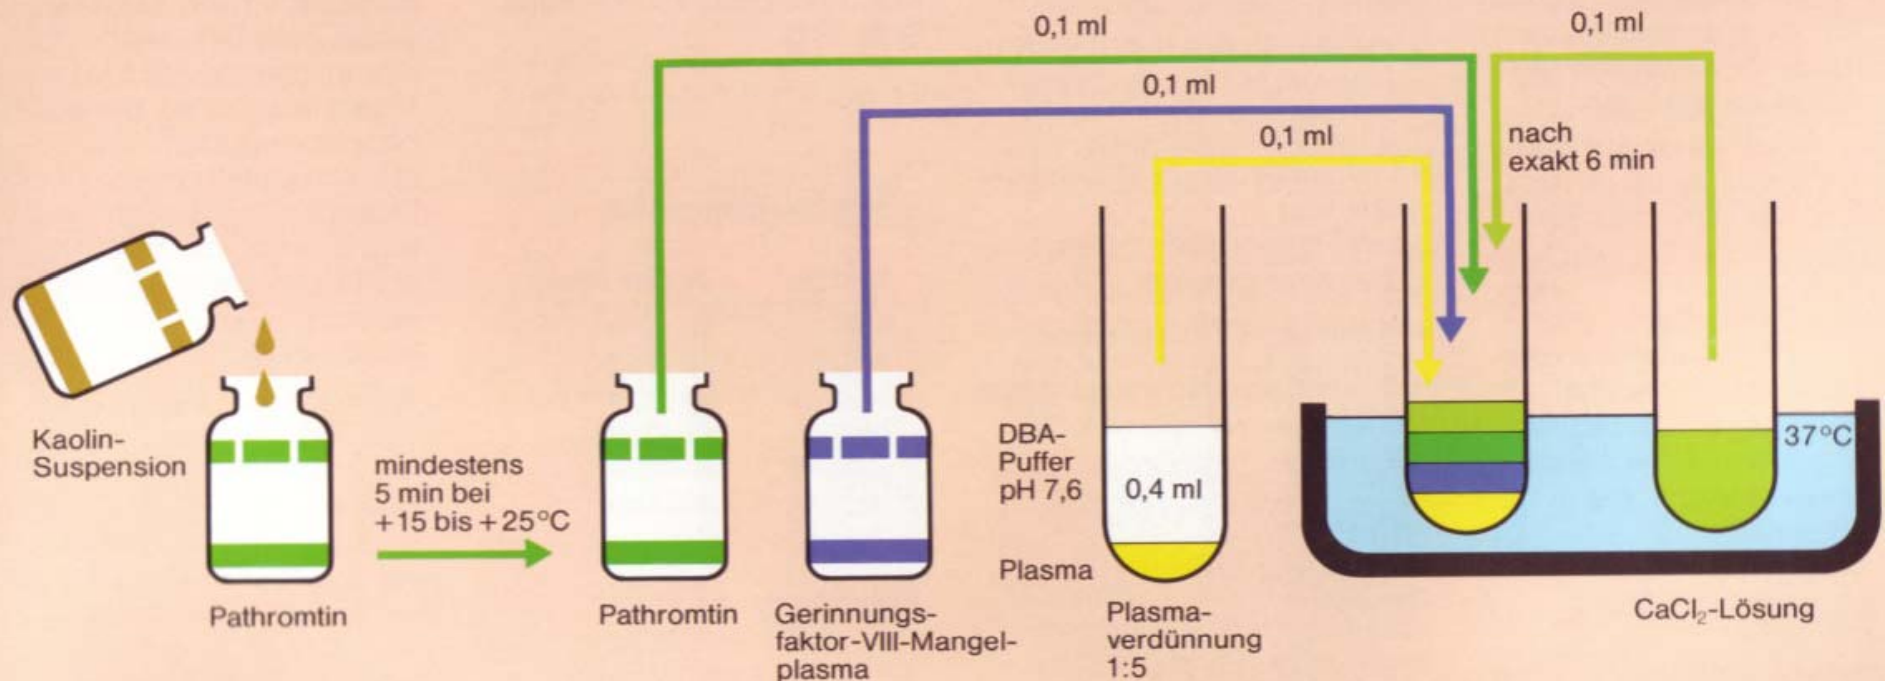 0,1 ml
0,1 ml
0,1 ml
0,1 ml
nach
exakt 6 min
Kaolin-
Suspension
mindestens
5 min bei
+15 bis +25°C
DBA-
Puffer
pH 7,6
0,4 ml
37°C
Plasma
Pathromtin
Pathromtin
Gerinnungs-
faktor-VIII-Mangel-
plasma
Plasma-
verdünnung
1:5
CaCl₂-Lösung